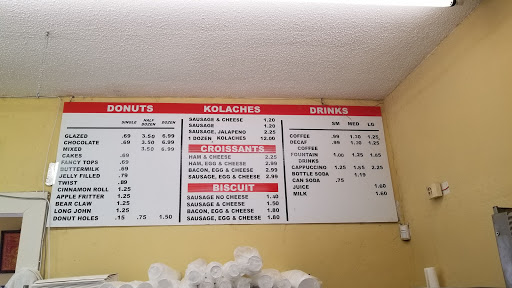 DONUTS
SINGLE HALF DOZEN DOZEN
GLAZED .69 3.50 6.99
CHOCOLATE .69 3.50 6.99
MIXED 3.50 6.99
CAKES .69
FANCY TOPS .89
BUTTERMILK .69
JELLY FILLED .79
TWIST
CINNAMON ROLL 1.25
APPLE FRITTER 1.25
BEAR CLAW 1.25
LONG JOHN 1.25
DONUT HOLES .15 .75 1.50
KOLACHES
SAUSAGE & CHEESE 1.20
SAUSAGE 1.20
SAUSAGE, JALAPENO 2.25
1 DOZEN KOLACHES 12.00
CROISSANTS
HAM & CHEESE 2.25
HAM, EGG & CHEESE 2.99
BACON, EGG & CHEESE 2.99
SAUSAGE, EGG & CHEESE 2.99
BISCUIT
SAUSAGE NO CHEESE
SAUSAGE & CHEESE 1.50
BACON, EGG & CHEESE 1.80
SAUSAGE, EGG & CHEESE 1.80
DRINKS
SM MED LG
COFFEE .99 1.10 1.25
DECAF .99 1.10 1.25
COFFEE
FOUNTAIN 1.00 1.25 1.65
DRINKS
CAPPUCCINO 1.25 1.65 2.25
BOTTLE SODA 1.19
CAN SODA .75
JUICE 1.60
MILK 1.60